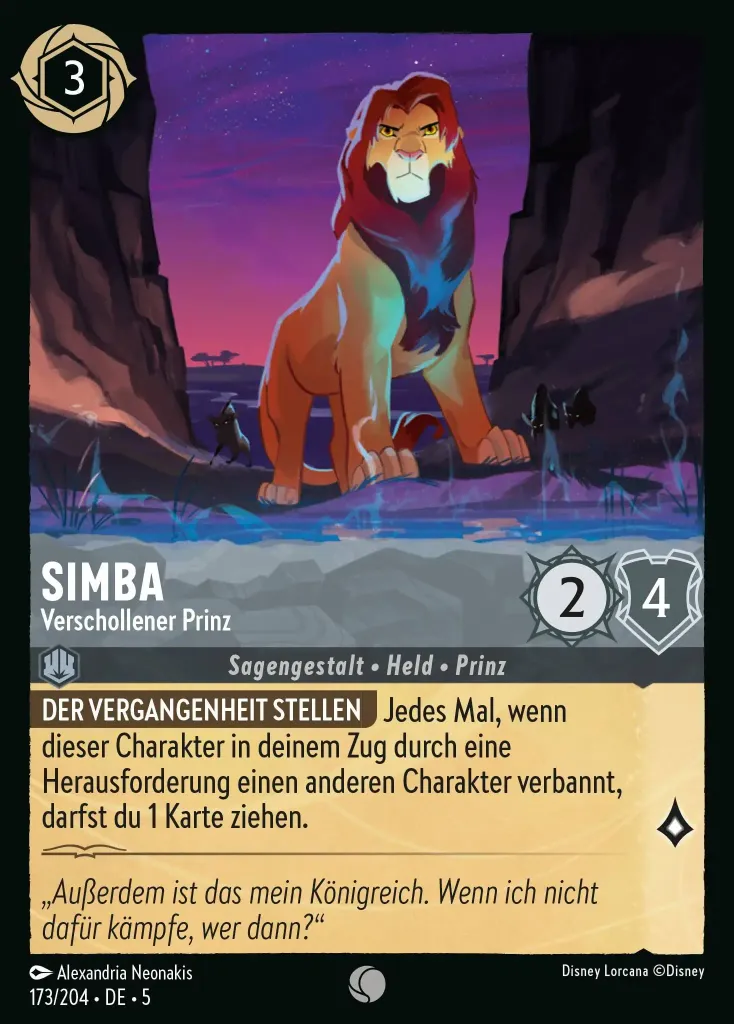 3
SIMBA
Verschollener Prinz
2
4
Sagengestalt • Held • Prinz
DER VERGANGENHEIT STELLEN Jedes Mal, wenn
dieser Charakter in deinem Zug durch eine
Herausforderung einen anderen Charakter verbannt,
darfst du 1 Karte ziehen.
„Außerdem ist das mein Königreich. Wenn ich nicht
dafür kämpfe, wer dann?“
Alexandria Neonakis
Disney Lorcana ©Disney
173/204 • DE • 5